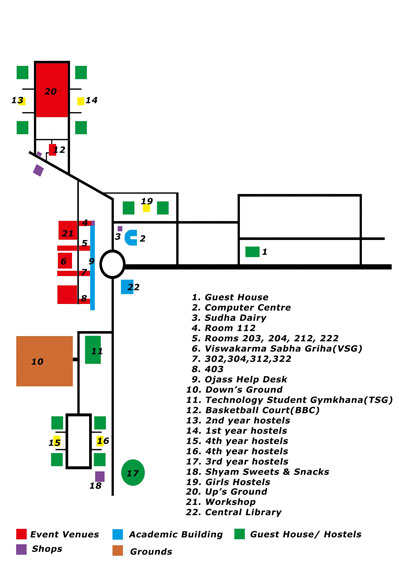 20
13
14
12
19
4
21
3
2
5
6
9
7
22
8
10
11
15
16
18
17
1
1. Guest House
2. Computer Centre
3. Sudha Dairy
4. Room 112
5. Rooms 203, 204, 212, 222
6. Viswakarma Sabha Griha(VSG)
7. 302,304,312,322
8. 403
9. Ojass Help Desk
10. Down's Ground
11. Technology Student Gymkhana(TSG)
12. Basketball Court(BBC)
13. 2nd year hostels
14. 1st year hostels
15. 4th year hostels
16. 4th year hostels
17. 3rd year hostels
18. Shyam Sweets & Snacks
19. Girls Hostels
20. Up's Ground
21. Workshop
22. Central Library
Event Venues
Academic Building
Guest House/ Hostels
Shops
Grounds